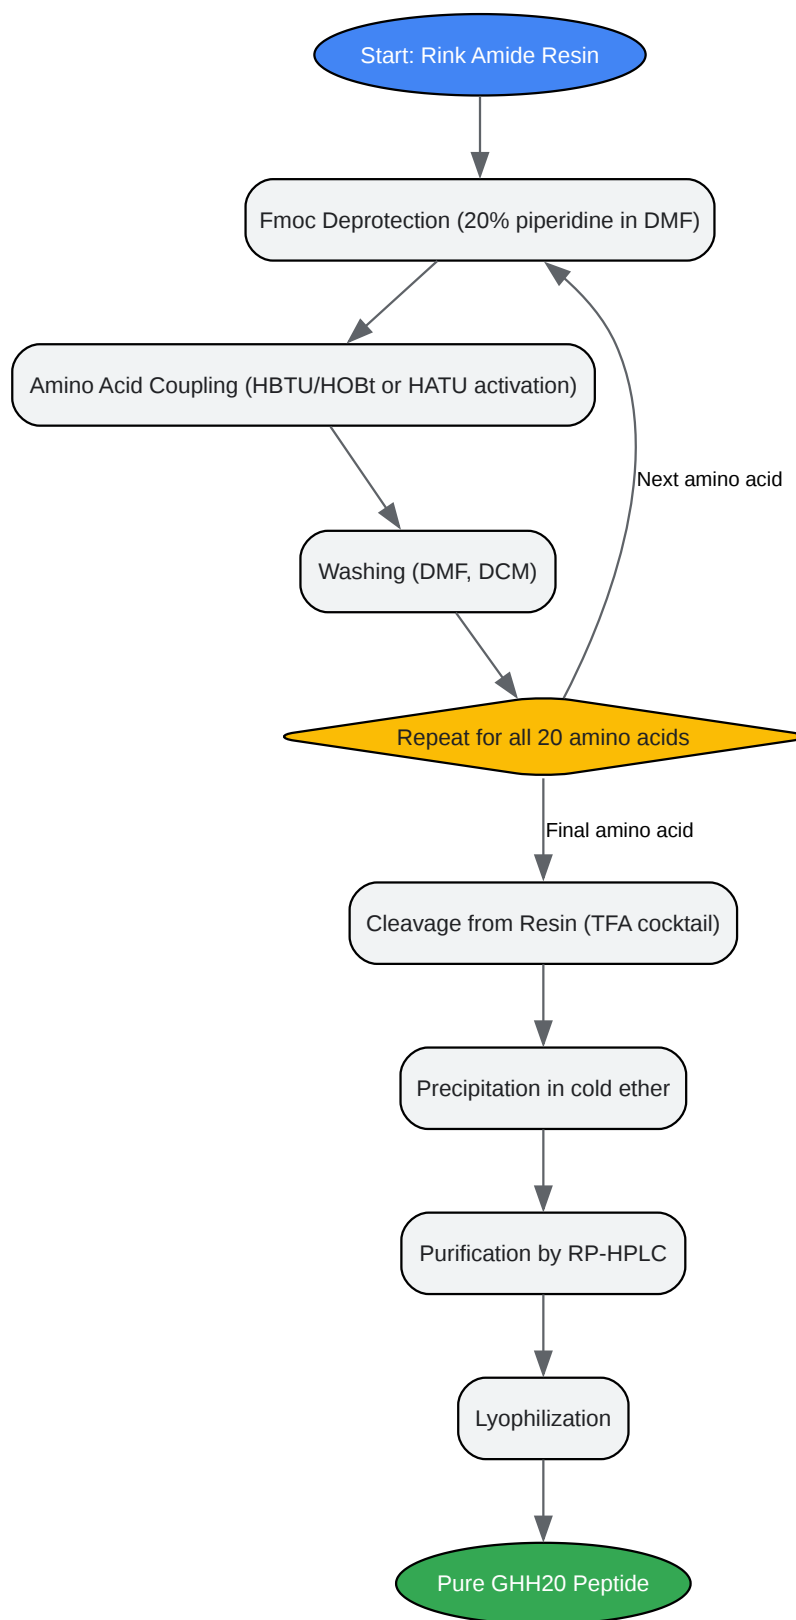 Start: Rink Amide Resin
Fmoc Deprotection (20% piperidine in DMF)
Amino Acid Coupling (HBTU/HOBt or HATU activation)
Next amino acid
Washing (DMF, DCM)
Repeat for all 20 amino acids
Final amino acid
Cleavage from Resin (TFA cocktail)
Precipitation in cold ether
Purification by RP-HPLC
Lyophilization
Pure GHH20 Peptide